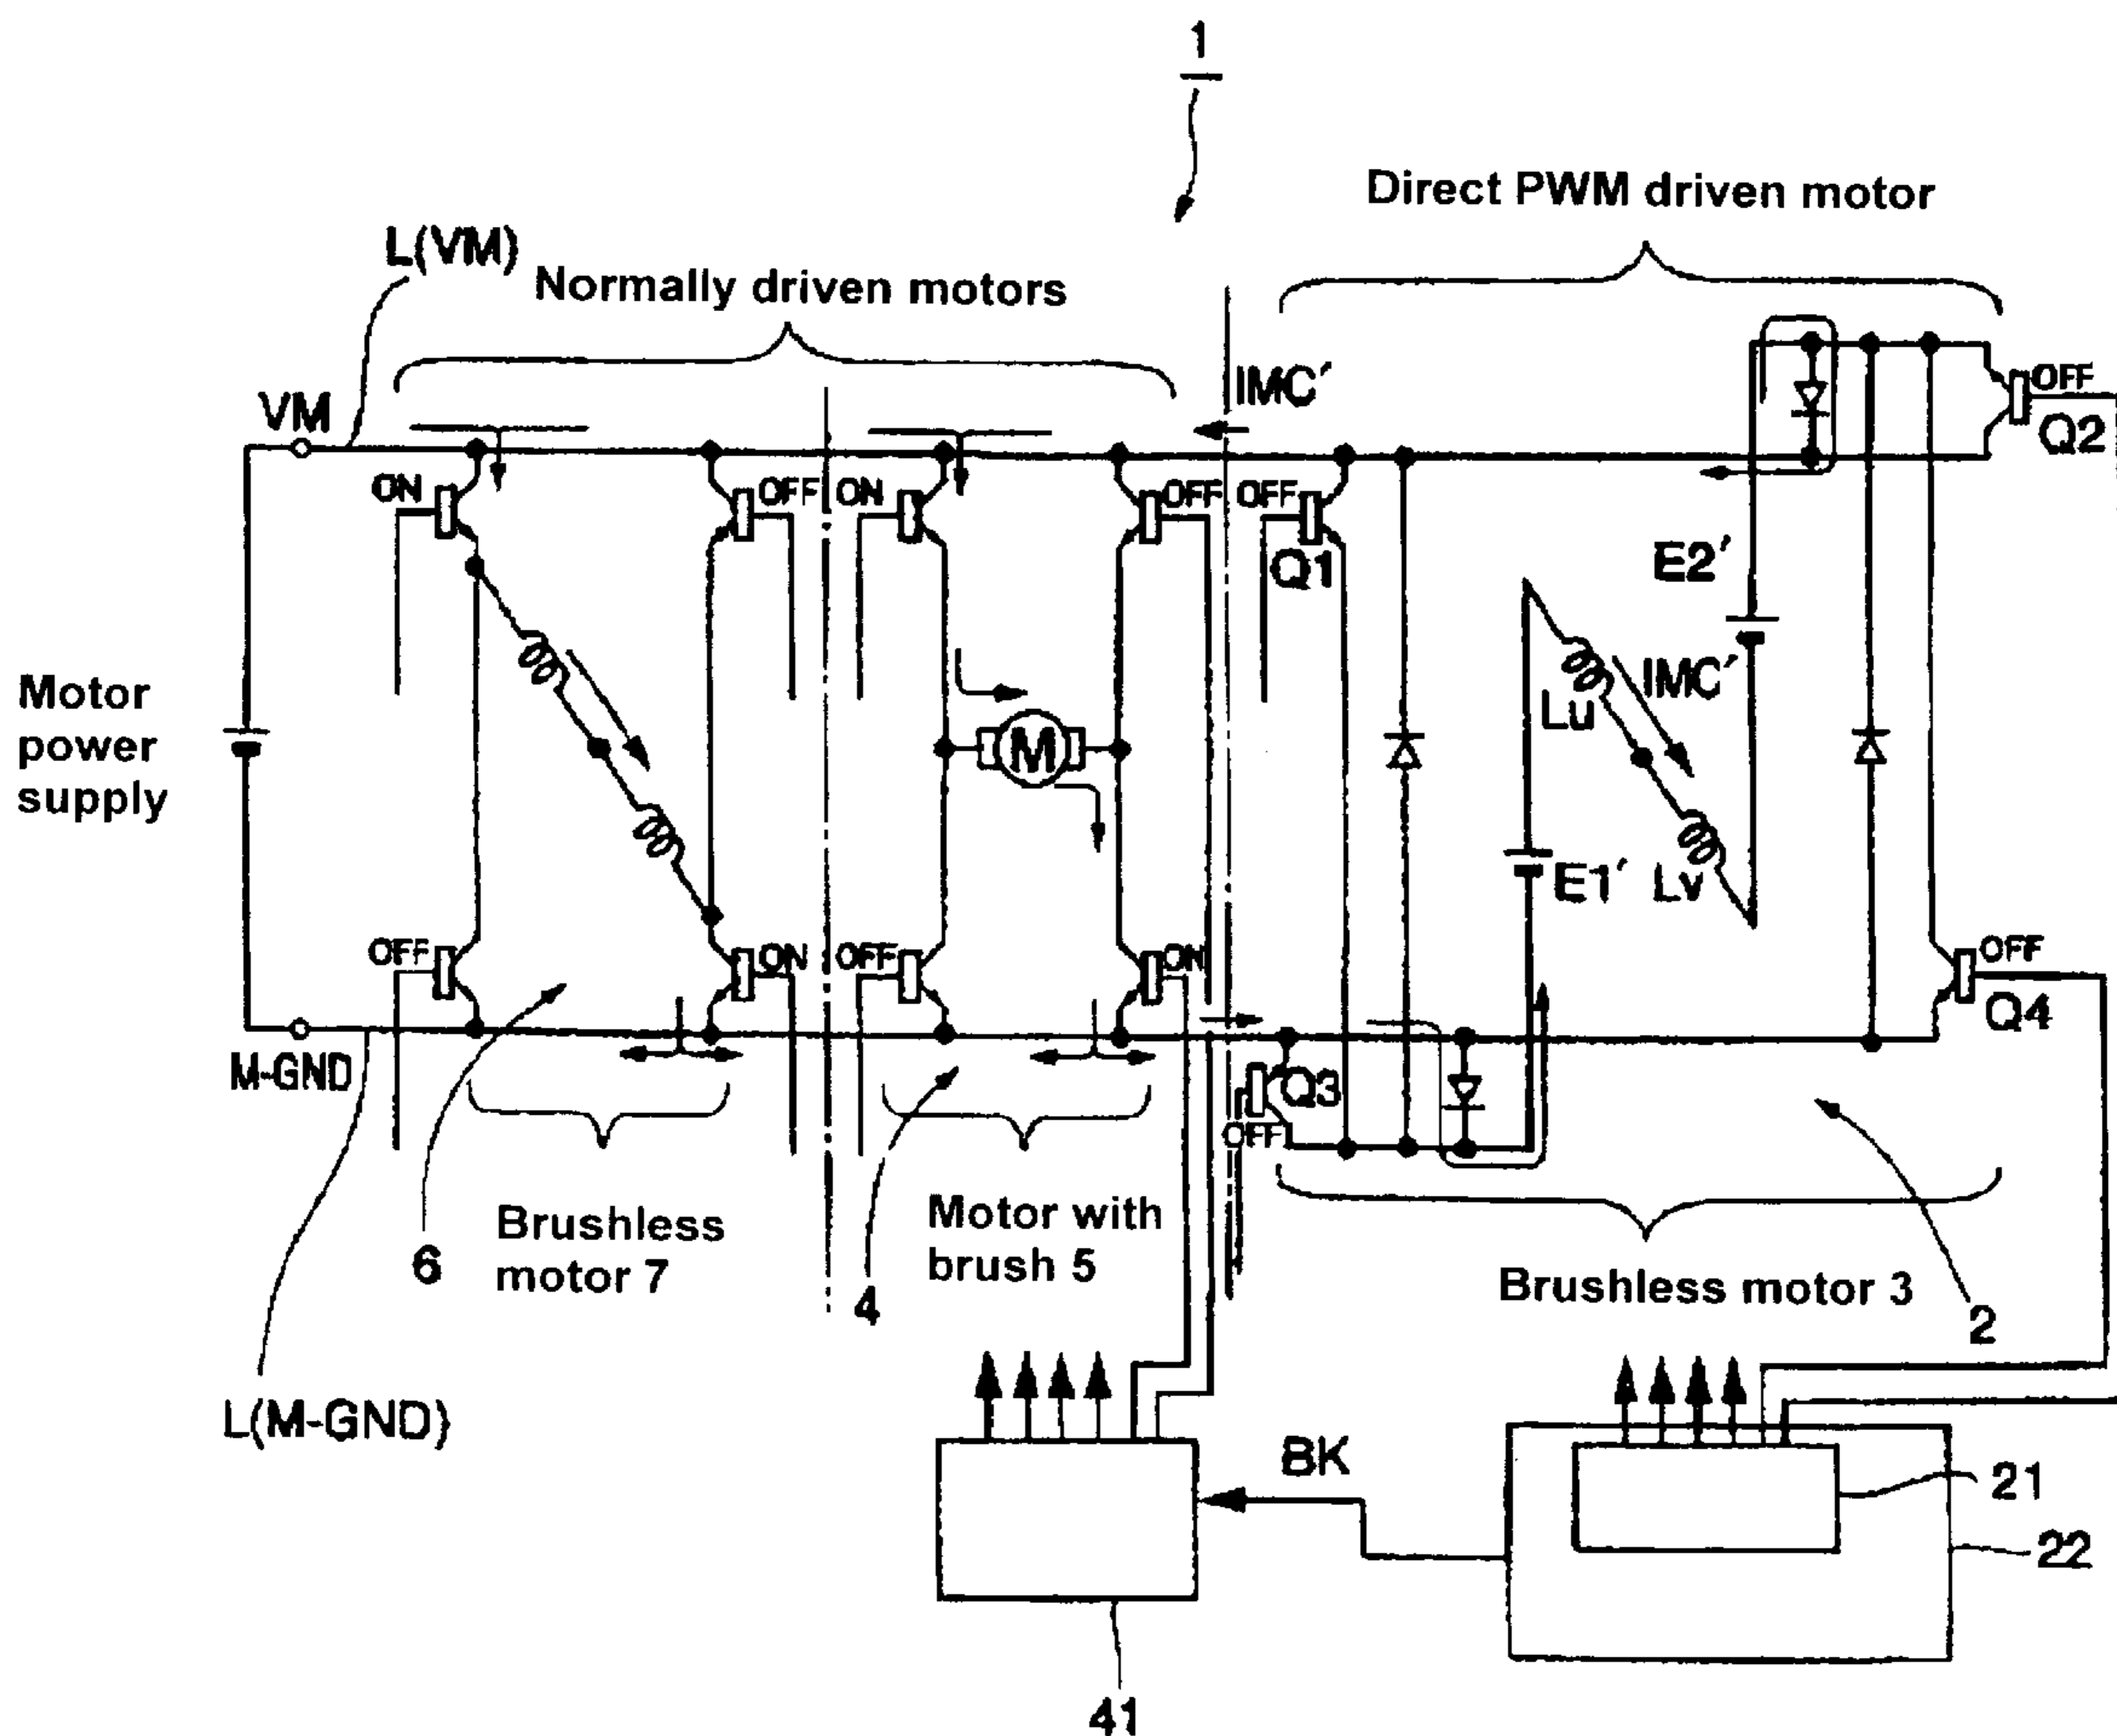 1
Direct PWM driven motor
L(VM)
Normally driven motors
IMC′
VM
OFF
Q2
ON
OFF
ON
OFF
OFF
Q1
E2′
Motor
power
supply
IMC′
Lu
M
E1′
Lv
OFF
ON
OFF
ON
OFF
Q4
M-GND
Q3
OFF
Brushless
motor 7
Motor with
brush 5
6
4
Brushless motor 3
2
L(M-GND)
BK
21
22
41